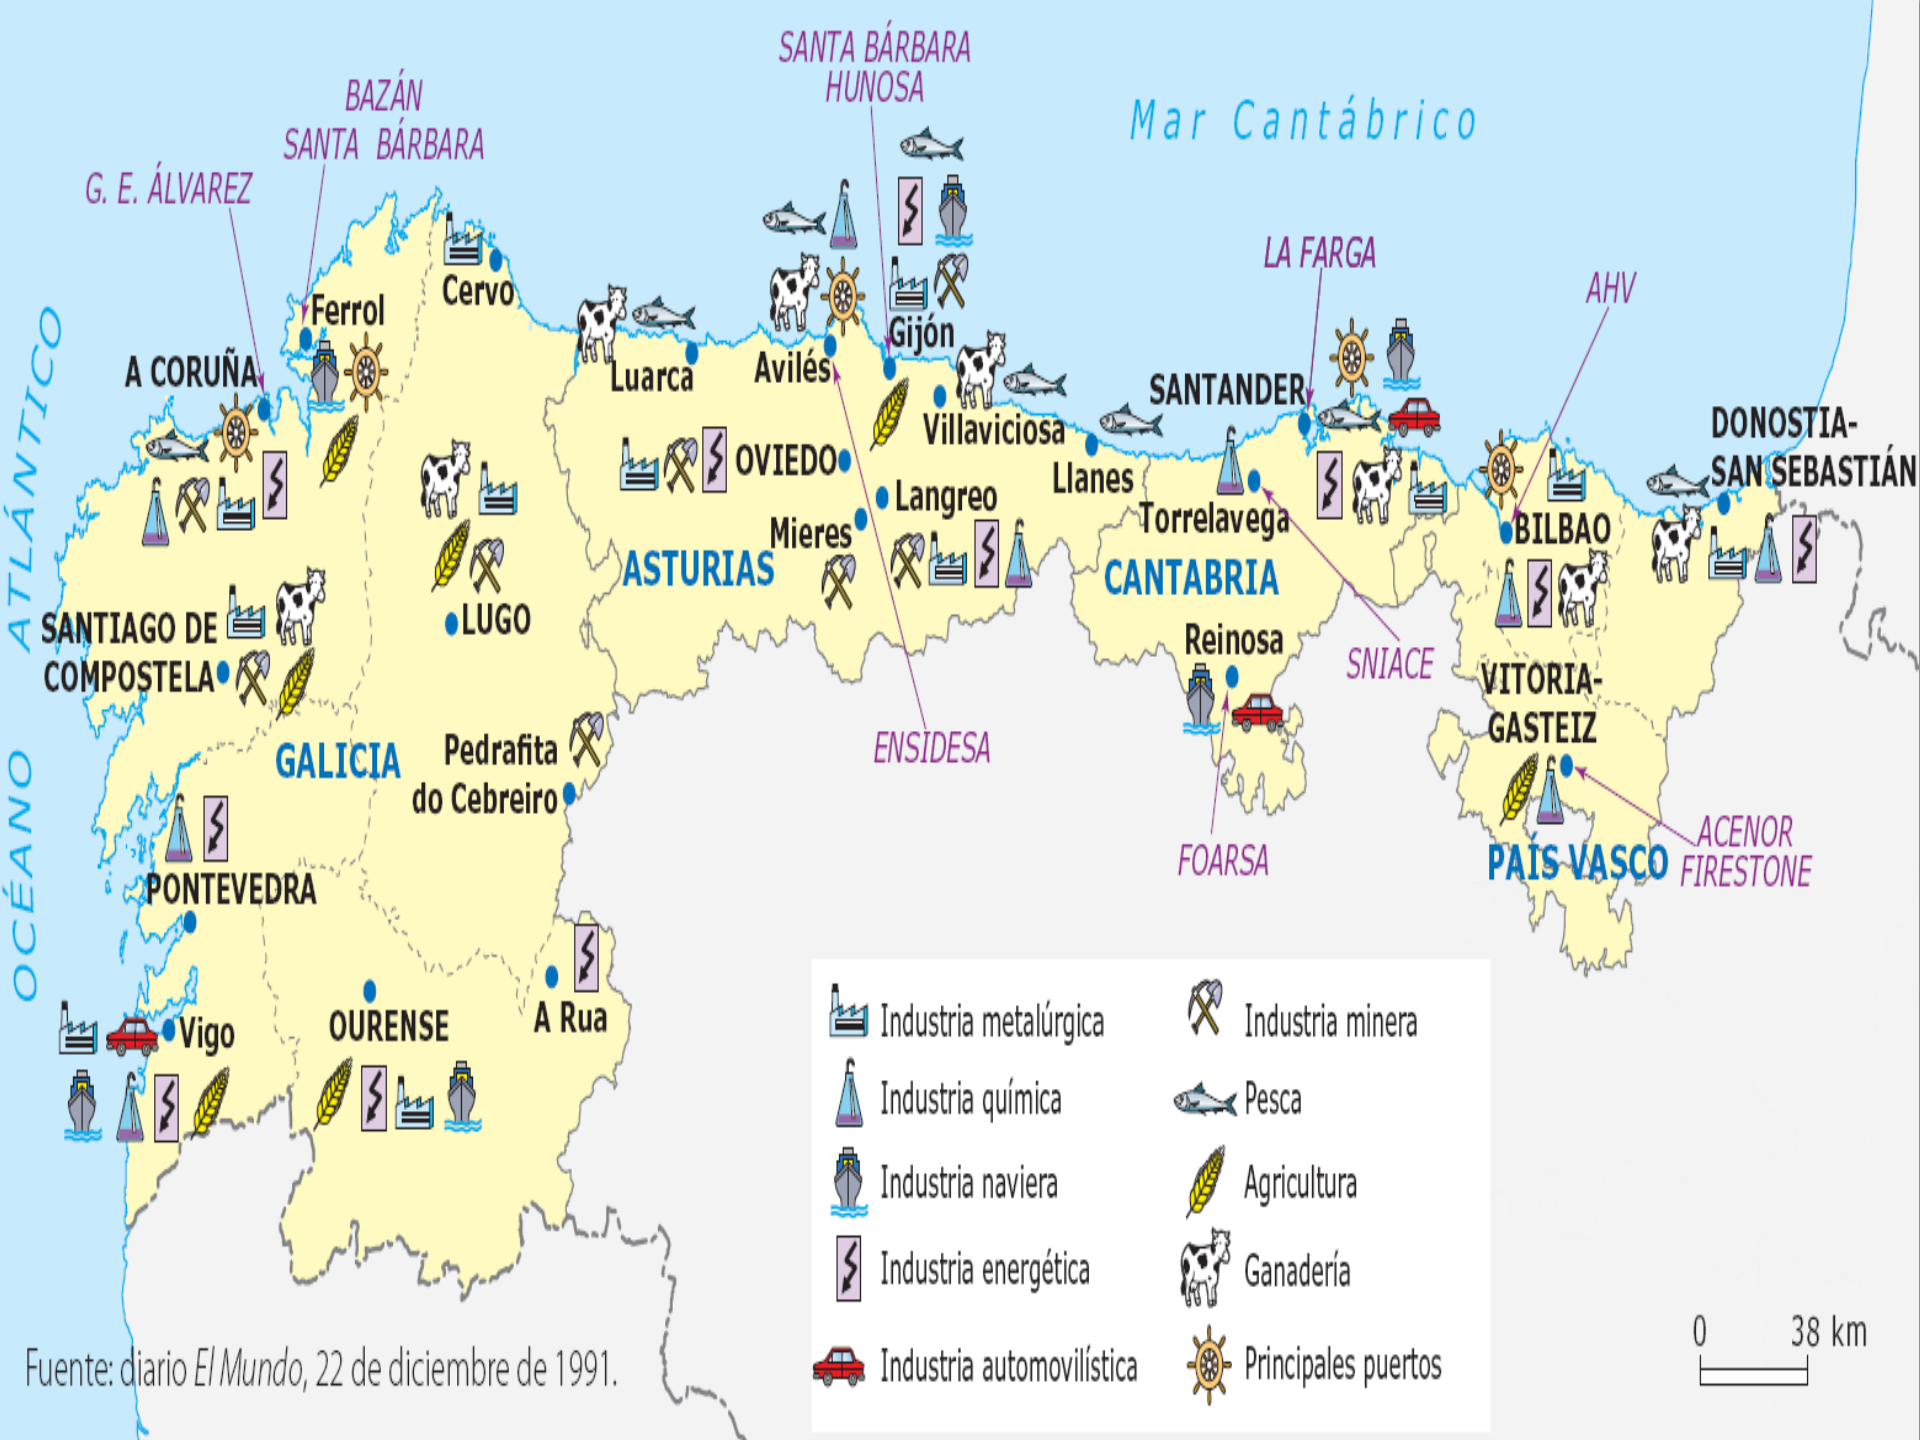 SANTA BÁRBARA
HUNOSA
BAZÁN
SANTA BÁRBARA
G. E. ÁLVAREZ
Mar Cantábrico
LA FARGA
AHV
OCÉANO ATLÁNTICO
Ferrol
Cervo
A CORUÑA
Luarca
Avilés
Gijón
Villaviciosa
SANTANDER
DONOSTIA-
SAN SEBASTIÁN
OVIEDO
Langreo
Llanes
Torrelavega
BILBAO
Mieres
ASTURIAS
CANTABRIA
SANTIAGO DE
COMPOSTELA
LUGO
Reinosa
SNIACE
VITORIA-
GASTEIZ
GALICIA
Pedrafita
do Cebreiro
ENSIDESA
FOARSA
PAÍS VASCO
ACENOR
FIRESTONE
PONTEVEDRA
Vigo
OURENSE
A Rua
Industria metalúrgica
Industria química
Industria naviera
Industria energética
Industria automovilística
Industria minera
Pesca
Agricultura
Ganadería
Principales puertos
0 38 km
Fuente: diario El Mundo, 22 de diciembre de 1991.